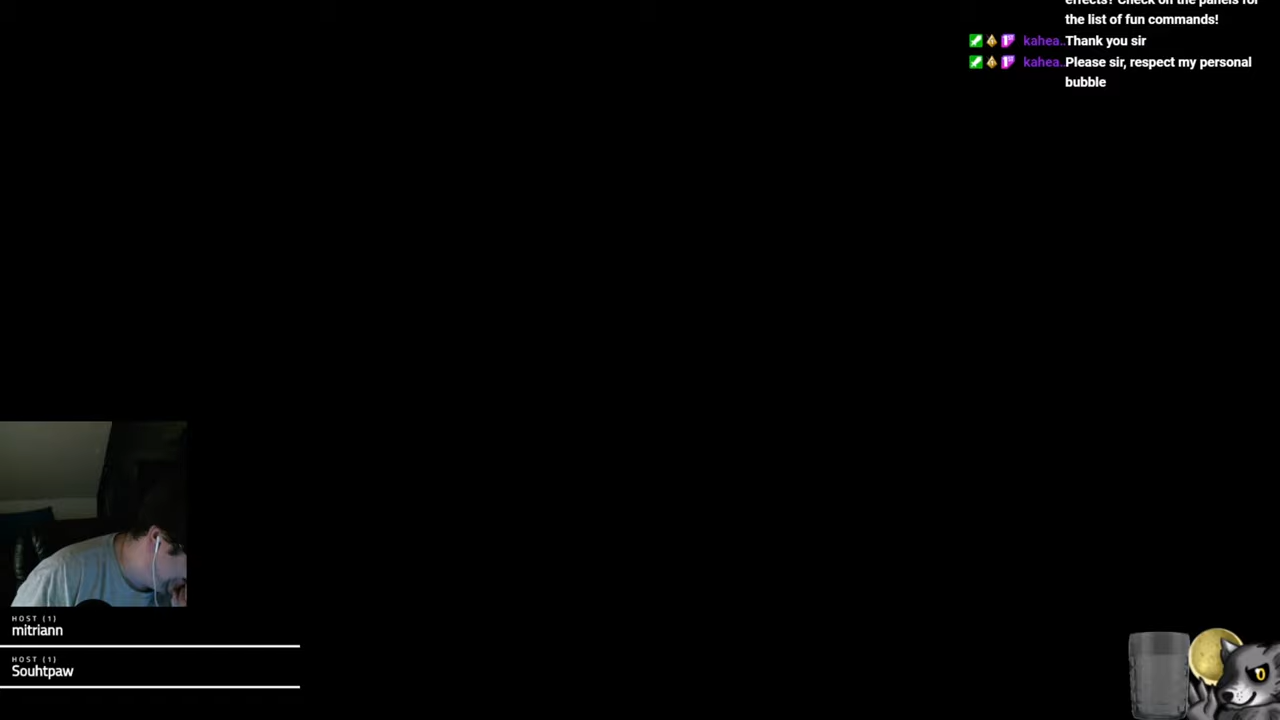 effects? Check on the panels for
the list of fun commands!
kahea..Thank you sir
kahea..Please sir, respect my personal
bubble
HOST (1)
mitriann
HOST (1)
Souhtpaw